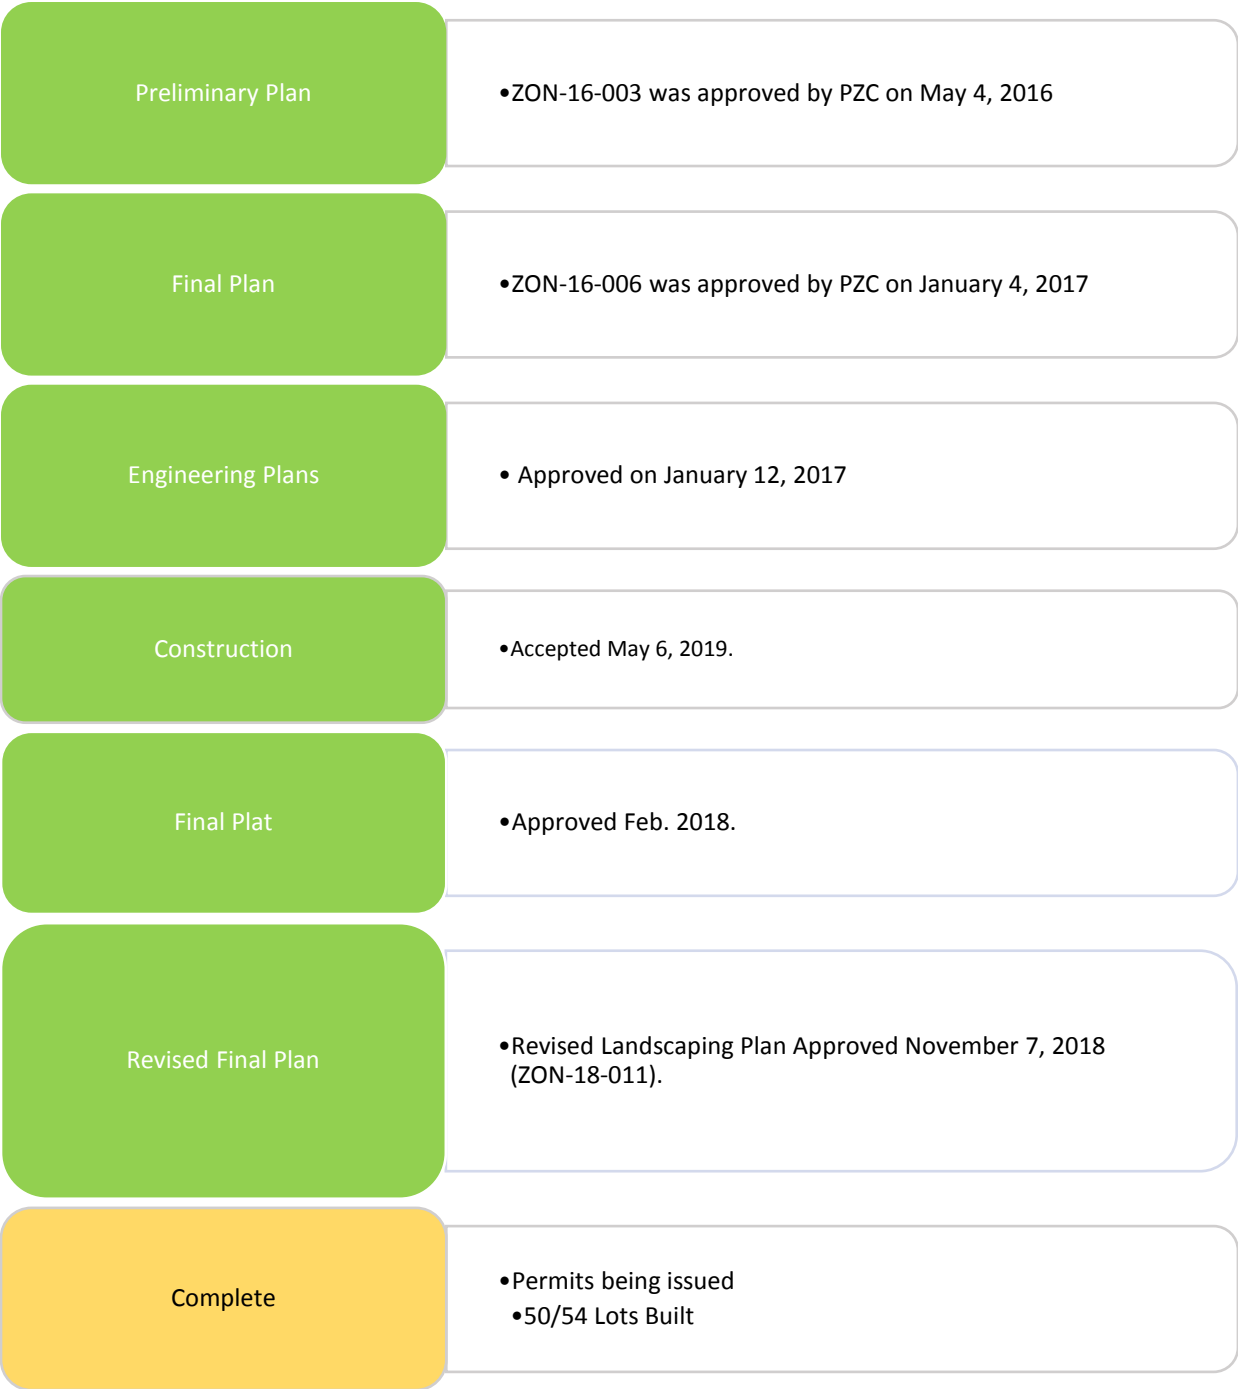 Preliminary Plan
•ZON-16-003 was approved by PZC on May 4, 2016
Final Plan
•ZON-16-006 was approved by PZC on January 4, 2017
Engineering Plans
• Approved on January 12, 2017
Construction
•Accepted May 6, 2019.
Final Plat
•Approved Feb. 2018.
Revised Final Plan
•Revised Landscaping Plan Approved November 7, 2018
(ZON-18-011).
Complete
•Permits being issued
•50/54 Lots Built